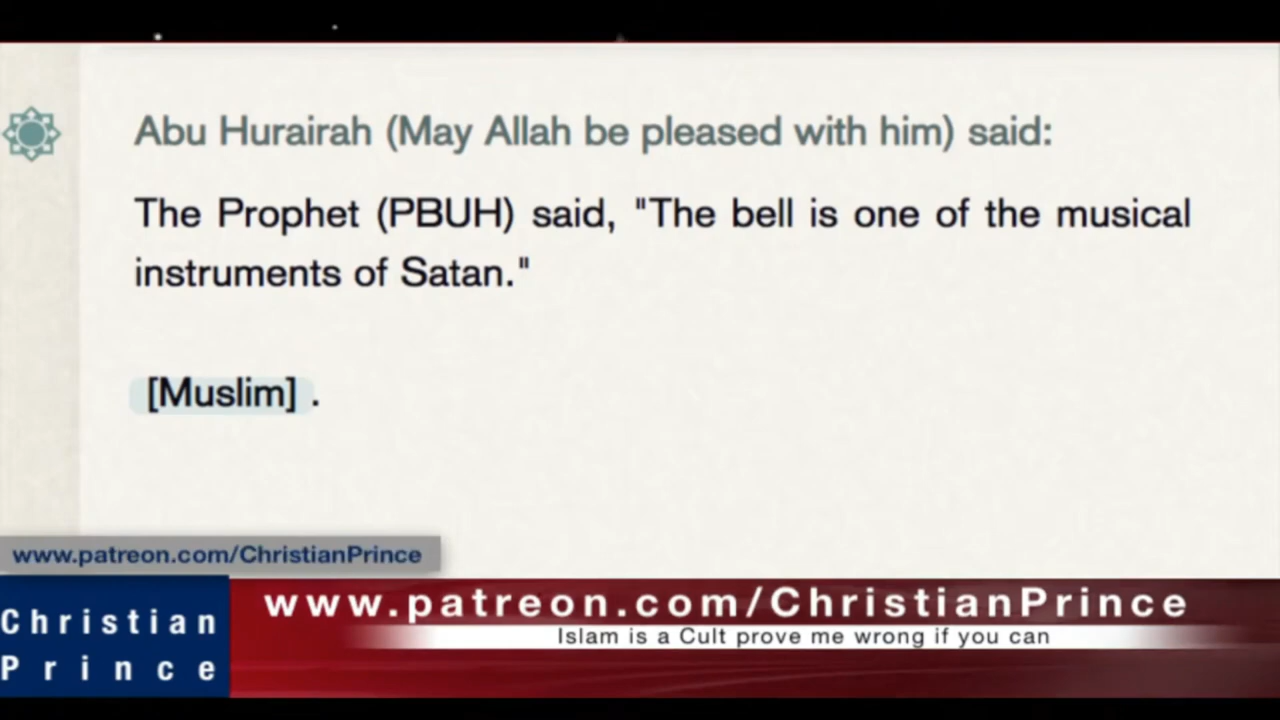 Abu Hurairah (May Allah be pleased with him) said:
The Prophet (PBUH) said, "The bell is one of the musical
instruments of Satan."
[Muslim] .
www.patreon.com/ChristianPrince
Christian
Prince
www.patreon.com/ChristianPrince
Islam is a Cult prove me wrong if you can